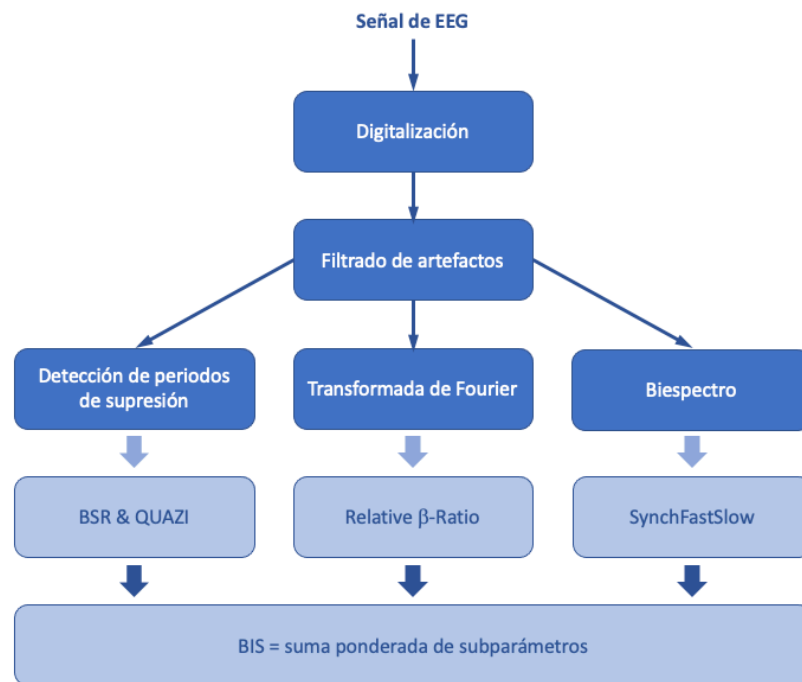 Señal de EEG
Digitalización
Filtrado de artefactos
Detección de periodos
de supresión
Transformada de Fourier
Biespectro
BSR & QUAZI
Relative β-Ratio
SynchFastSlow
BIS = suma ponderada de subparámetros